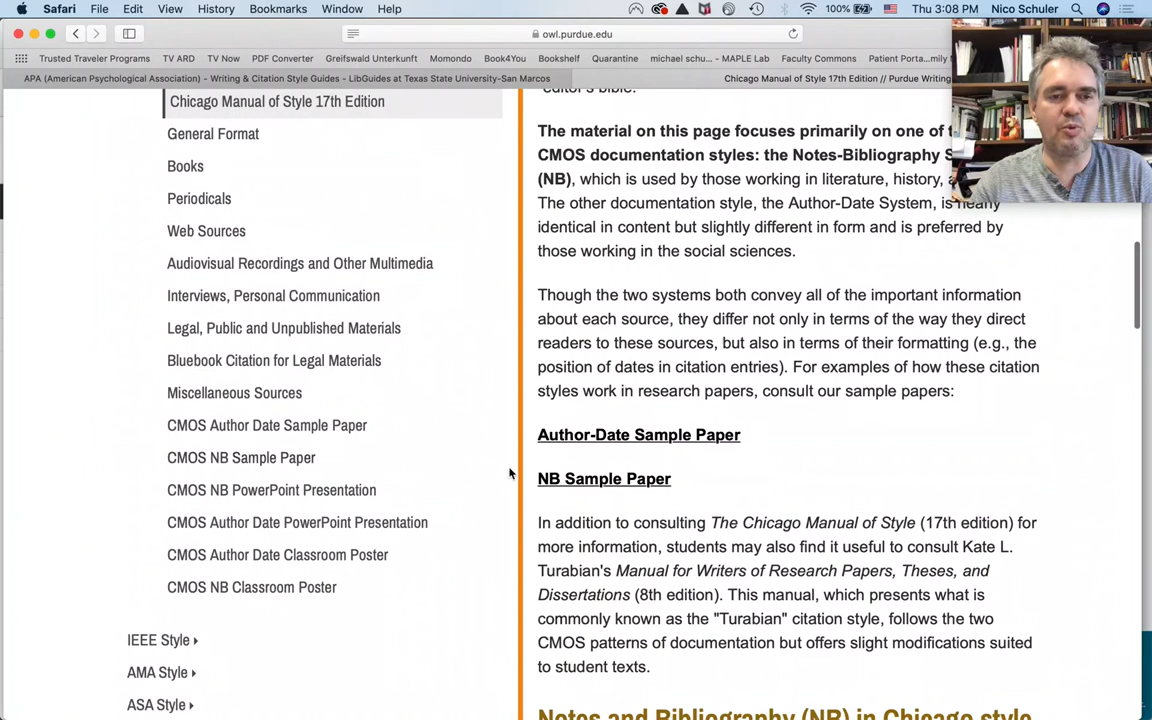 Safari File Edit View History Bookmarks Window Help 100% Thu 3:08 PM Nico Schuler
owl.purdue.edu
Trusted Traveler Programs TV ARD TV Now PDF Converter Greifswald Unterkunft Momondo Book4You Bookshelf Quarantine michael schu... - MAPLE Lab Faculty Commons Patient Porta...mily M
APA (American Psychological Association) – Writing & Citation Style Guides - LibGuides at Texas State University-San Marcos
Chicago Manual of Style 17th Edition // Purdue Writing
Chicago Manual of Style 17th Edition
General Format
Books
Periodicals
Web Sources
Audiovisual Recordings and Other Multimedia
Interviews, Personal Communication
Legal, Public and Unpublished Materials
Bluebook Citation for Legal Materials
Miscellaneous Sources
CMOS Author Date Sample Paper
CMOS NB Sample Paper
CMOS NB PowerPoint Presentation
CMOS Author Date PowerPoint Presentation
CMOS Author Date Classroom Poster
CMOS NB Classroom Poster
IEEE Style
AMA Style
ASA Style
editor's bible.
The material on this page focuses primarily on one of t
CMOS documentation styles: the Notes-Bibliography S
(NB), which is used by those working in literature, history, a
The other documentation style, the Author-Date System, is nearly
identical in content but slightly different in form and is preferred by
those working in the social sciences.
Though the two systems both convey all of the important information
about each source, they differ not only in terms of the way they direct
readers to these sources, but also in terms of their formatting (e.g., the
position of dates in citation entries). For examples of how these citation
styles work in research papers, consult our sample papers:
Author-Date Sample Paper
NB Sample Paper
In addition to consulting The Chicago Manual of Style (17th edition) for
more information, students may also find it useful to consult Kate L.
Turabian's Manual for Writers of Research Papers, Theses, and
Dissertations (8th edition). This manual, which presents what is
commonly known as the "Turabian" citation style, follows the two
CMOS patterns of documentation but offers slight modifications suited
to student texts.
Notes and Bibliography (NB) in Chicago style